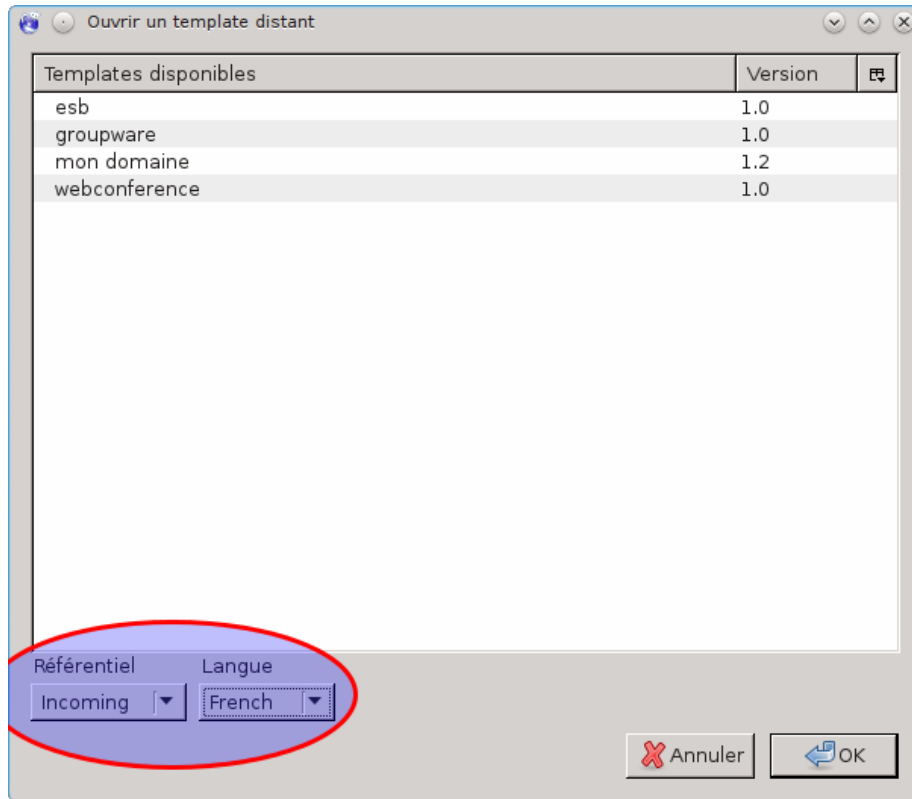 Ouvrir un template distant
Templates disponibles Version
esb 1.0
groupware 1.0
mon domaine 1.2
webconference 1.0
Référentiel Langue
Incoming French
Annuler OK